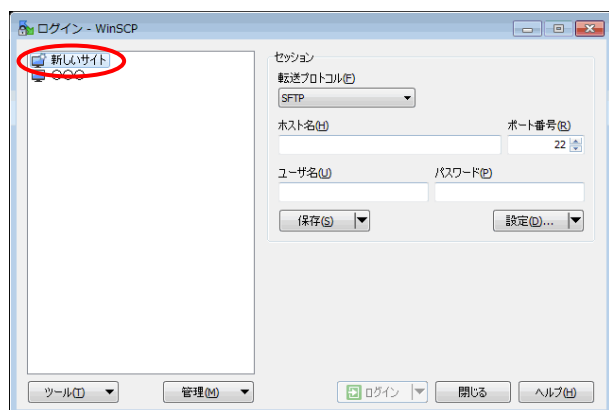 ログイン - WinSCP
新しいサイト
○○○
セッション
転送プロトコル(F)
SFTP
ホスト名(H)
ポート番号(R)
22
ユーザ名(U)
パスワード(P)
保存(S)
設定(D)...
ツール(T)
管理(M)
ログイン
閉じる
ヘルプ(H)